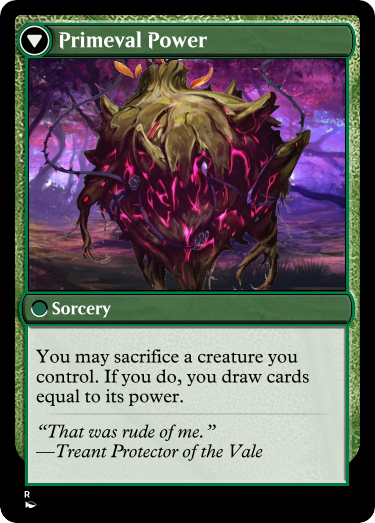 Primeval Power
Sorcery
You may sacrifice a creature you
control. If you do, you draw cards
equal to its power.
“That was rude of me.”
—Treant Protector of the Vale
R